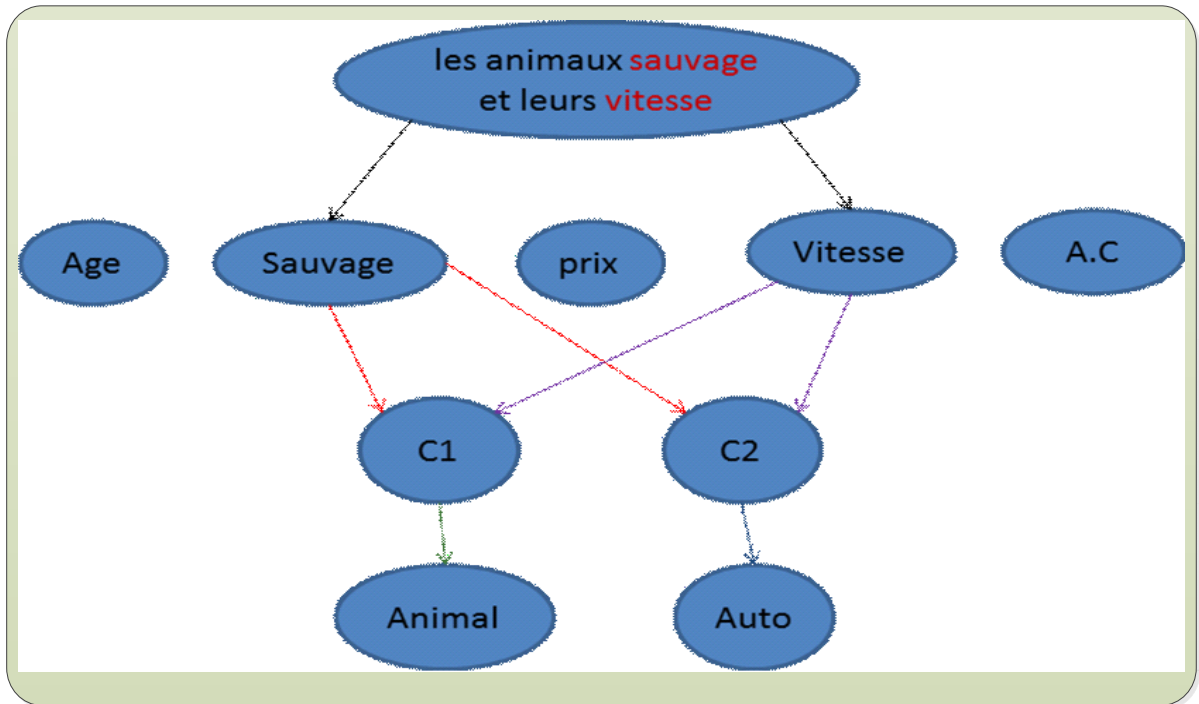 les animaux sauvage
et leurs vitesse
Age
Sauvage
prix
Vitesse
A.C
C1
C2
Animal
Auto